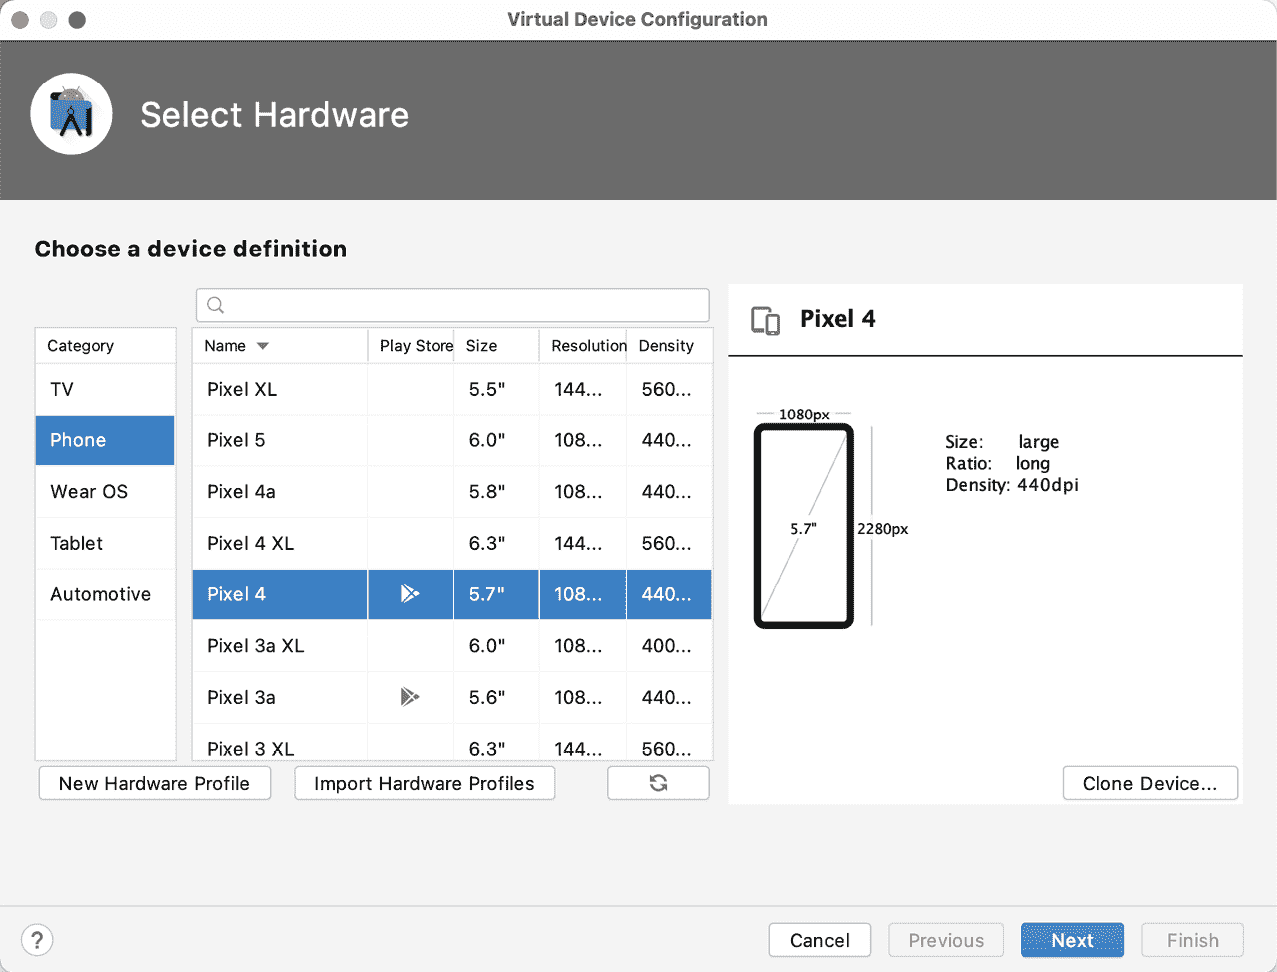 Virtual Device Configuration
Select Hardware
Choose a device definition
Category
TV
Phone
Wear OS
Tablet
Automotive
Name Play Store Size Resolution Density
Pixel XL 5.5" 144... 560...
Pixel 5 6.0" 108... 440...
Pixel 4a 5.8" 108... 440...
Pixel 4 XL 6.3" 144... 560...
Pixel 4 5.7" 108... 440...
Pixel 3a XL 6.0" 108... 400...
Pixel 3a 5.6" 108... 440...
Pixel 3 XL 6.3" 144... 560...
New Hardware Profile Import Hardware Profiles
Pixel 4
1080px
5.7"
2280px
Size: large
Ratio: long
Density: 440dpi
Clone Device...
? Cancel Previous Next Finish